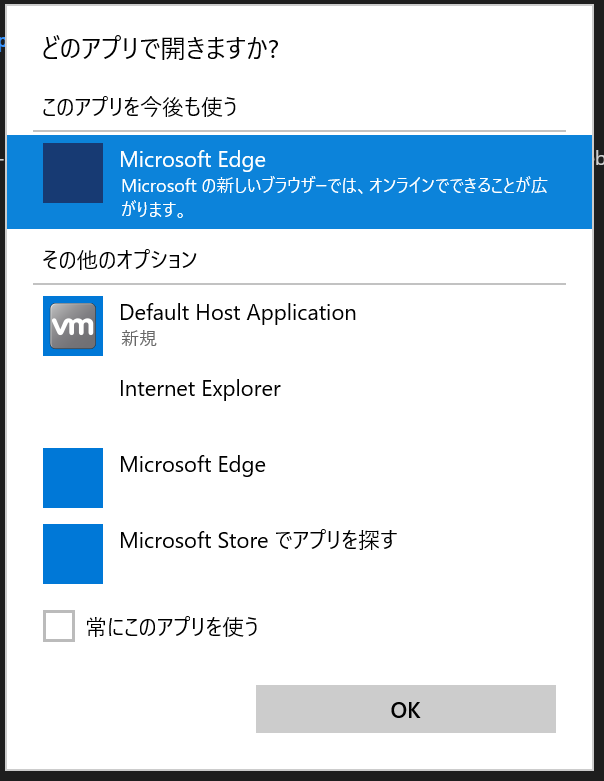 どのアプリで開きますか?
このアプリを今後も使う
Microsoft Edge
Microsoft の新しいブラウザーでは、オンラインでできることが広
がります。
その他のオプション
vm
Default Host Application
新規
Internet Explorer
Microsoft Edge
Microsoft Store でアプリを探す
常にこのアプリを使う
OK